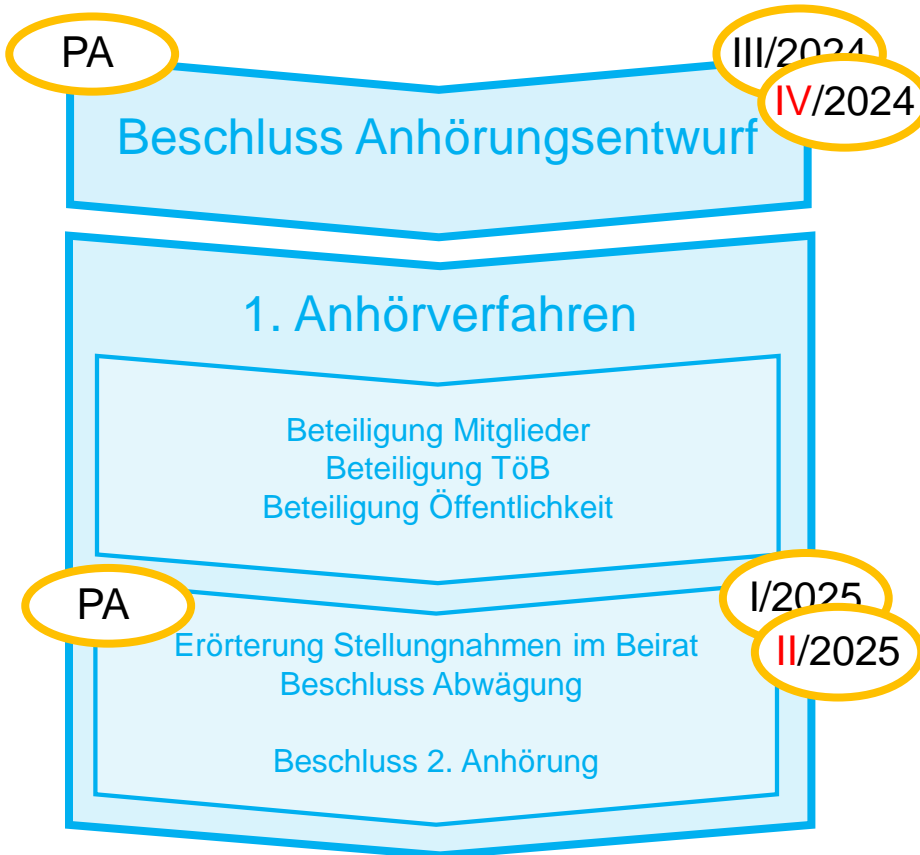 PA
III/2024
IV/2024
Beschluss Anhörungsentwurf
1. Anhörverfahren
Beteiligung Mitglieder
Beteiligung TöB
Beteiligung Öffentlichkeit
PA
I/2025
II/2025
Erörterung Stellungnahmen im Beirat
Beschluss Abwägung
Beschluss 2. Anhörung